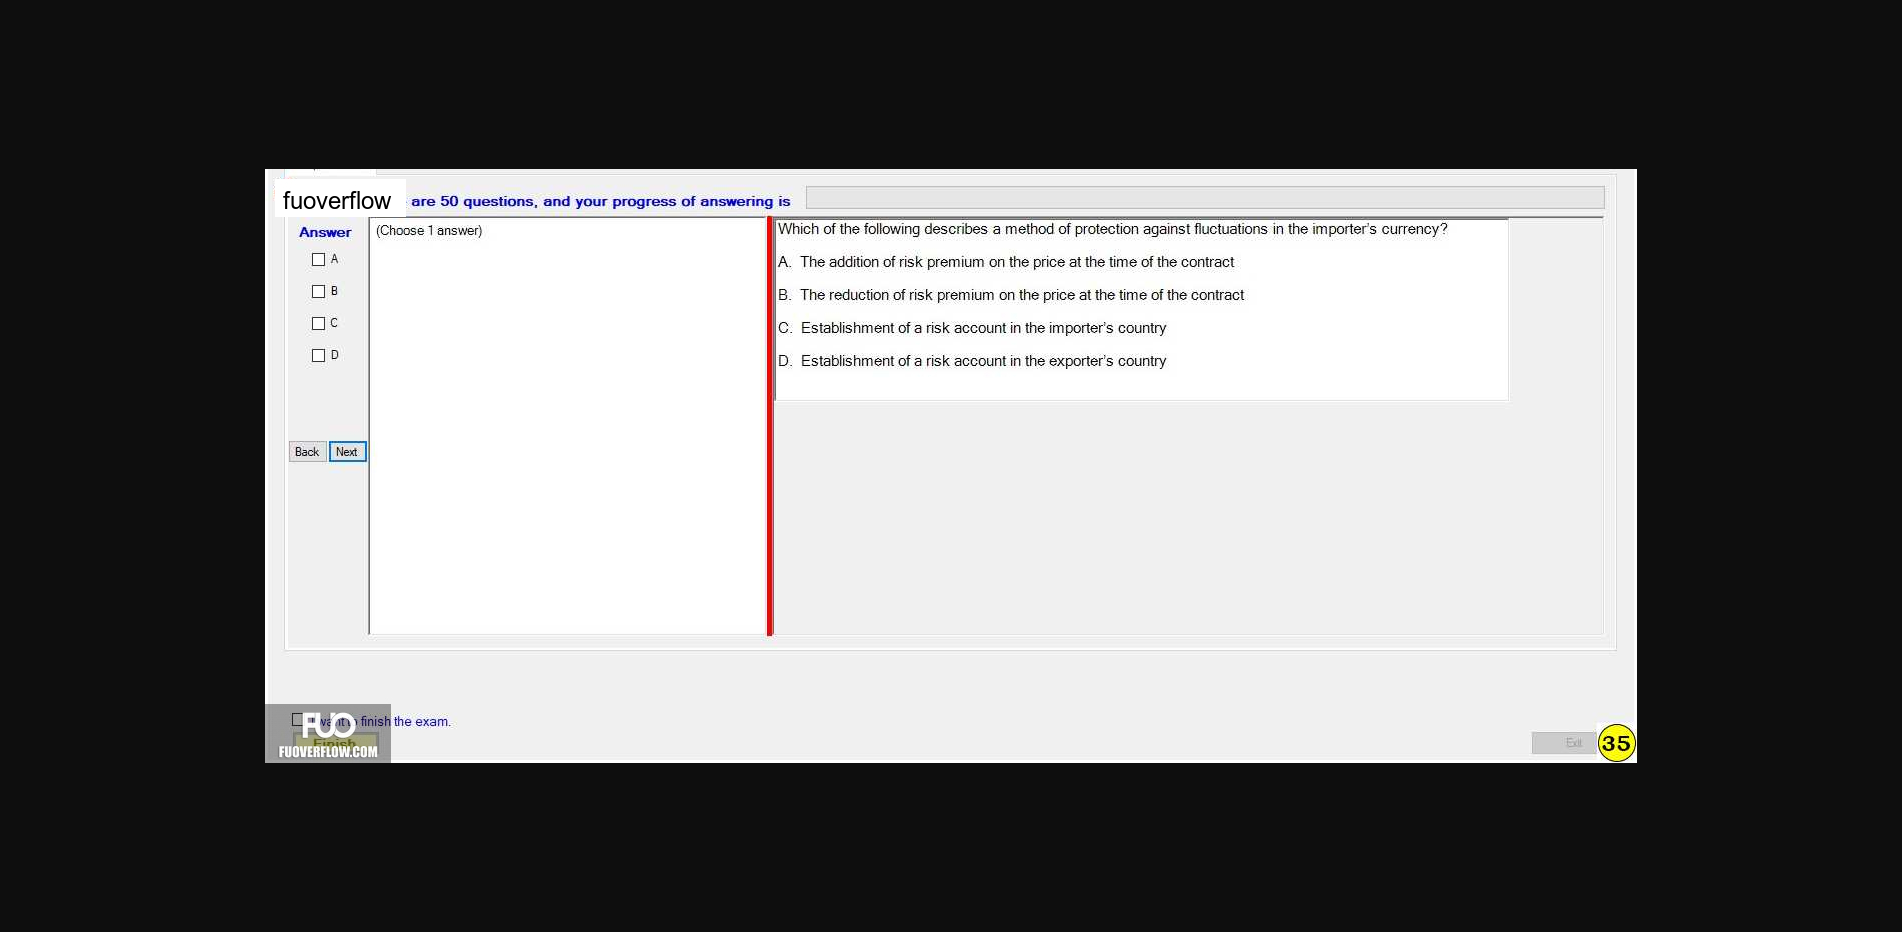 fuoverflow are 50 questions, and your progress of answering is
Answer
(Choose 1 answer)
A
B
C
D
Back Next
Which of the following describes a method of protection against fluctuations in the importer's currency?
A. The addition of risk premium on the price at the time of the contract
B. The reduction of risk premium on the price at the time of the contract
C. Establishment of a risk account in the importer's country
D. Establishment of a risk account in the exporter's country
I want to finish the exam.
FUO
Finish
FUOVERFLOW.COM
Exit
35